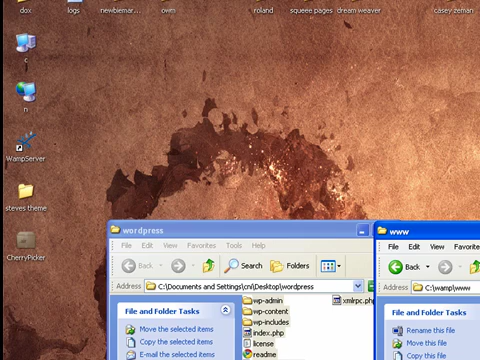 dox
logs
newbiemar...
owm
roland
squeee pages
dream weaver
casey zeman
c
n
WampServer
steves theme
CherryPicker
wordpress
File Edit View Favorites Tools Help
Back Search Folders
Address C:\Documents and Settings\cni\Desktop\wordpress
File and Folder Tasks
Move the selected items
Copy the selected items
E-mail the selected items
wp-admin
wp-content
wp-includes
index.php
license
readme
xmlrpc.php
www
File Edit View Favorites
Back
Address C:\wamp\www
File and Folder Tasks
Rename this file
Move this file
Copy this file